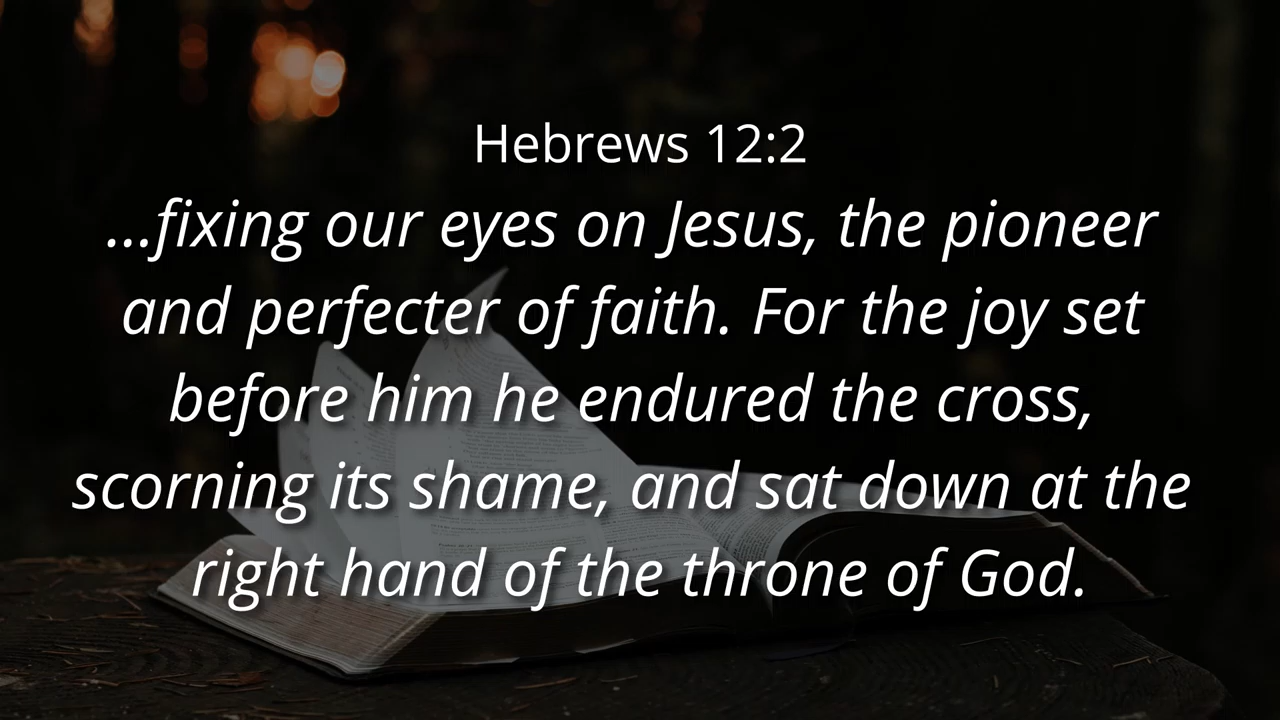 Hebrews 12:2
...fixing our eyes on Jesus, the pioneer
and perfecter of faith. For the joy set
before him he endured the cross,
scorning its shame, and sat down at the
right hand of the throne of God.